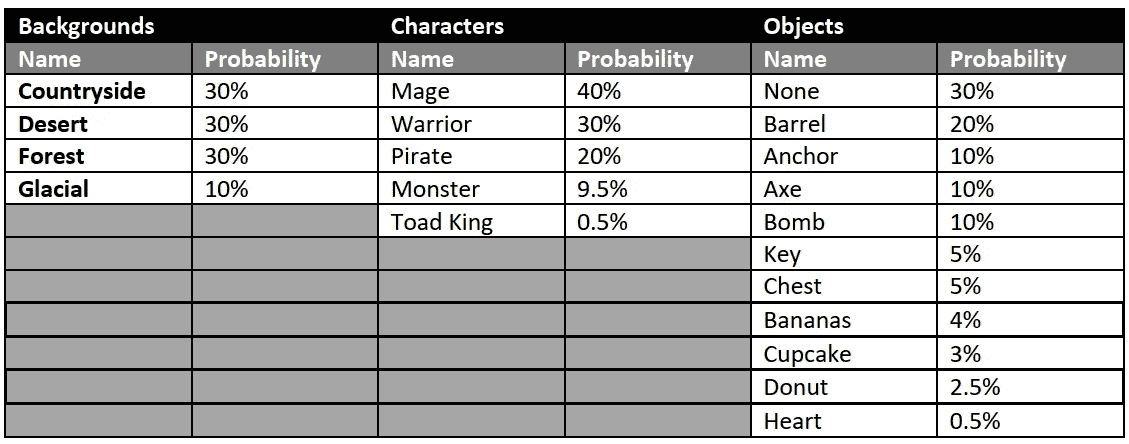 Backgrounds Characters Objects
Name Probability Name Probability Name Probability
Countryside 30% Mage 40% None 30%
Desert 30% Warrior 30% Barrel 20%
Forest 30% Pirate 20% Anchor 10%
Glacial 10% Monster 9.5% Axe 10%
Toad King 0.5% Bomb 10%
Key 5%
Chest 5%
Bananas 4%
Cupcake 3%
Donut 2.5%
Heart 0.5%